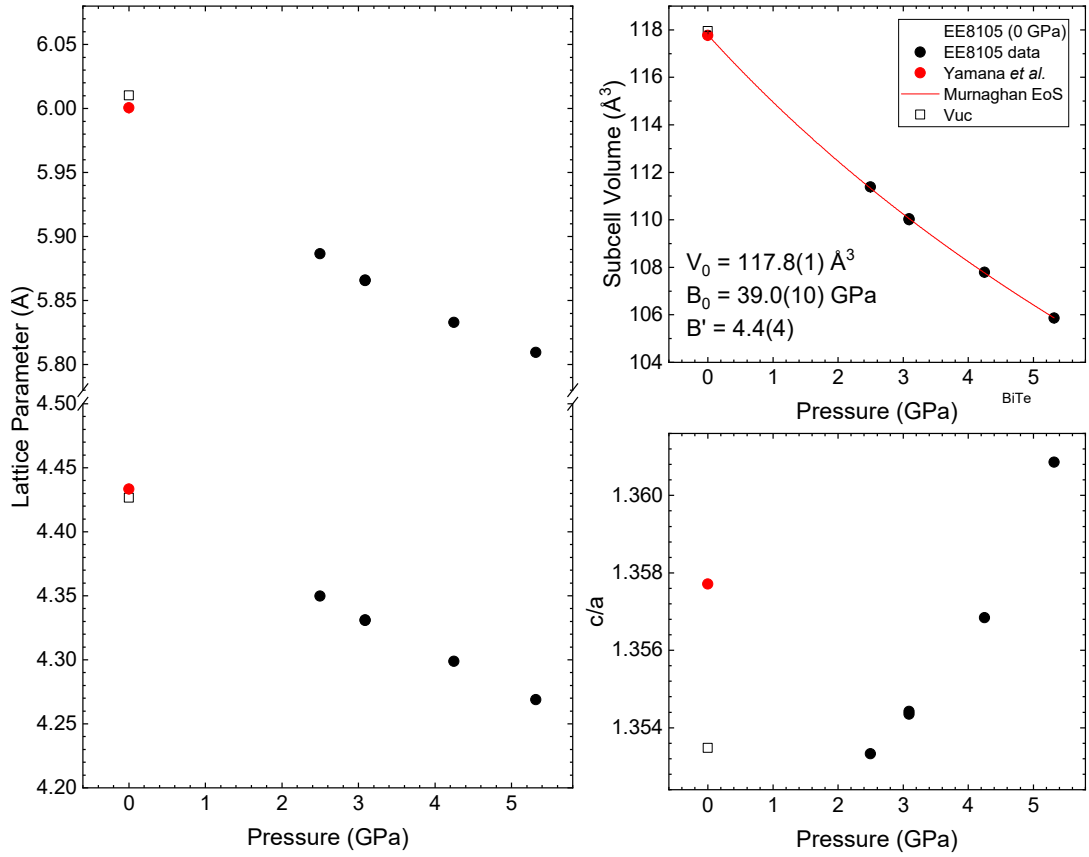 Lattice Parameter (Å)
6.05
6.00
5.95
5.90
5.85
5.80
4.50
4.45
4.40
4.35
4.30
4.25
4.20
0 1 2 3 4 5
Pressure (GPa)
Subcell Volume (Å³)
118
116
114
112
110
108
106
104
EE8105 (0 GPa)
EE8105 data
Yamana et al.
Murnaghan EoS
Vuc
V₀ = 117.8(1) Å³
B₀ = 39.0(10) GPa
B' = 4.4(4)
0 1 2 3 4 5
Pressure (GPa)
BiTe
c/a
1.360
1.358
1.356
1.354
0 1 2 3 4 5
Pressure (GPa)